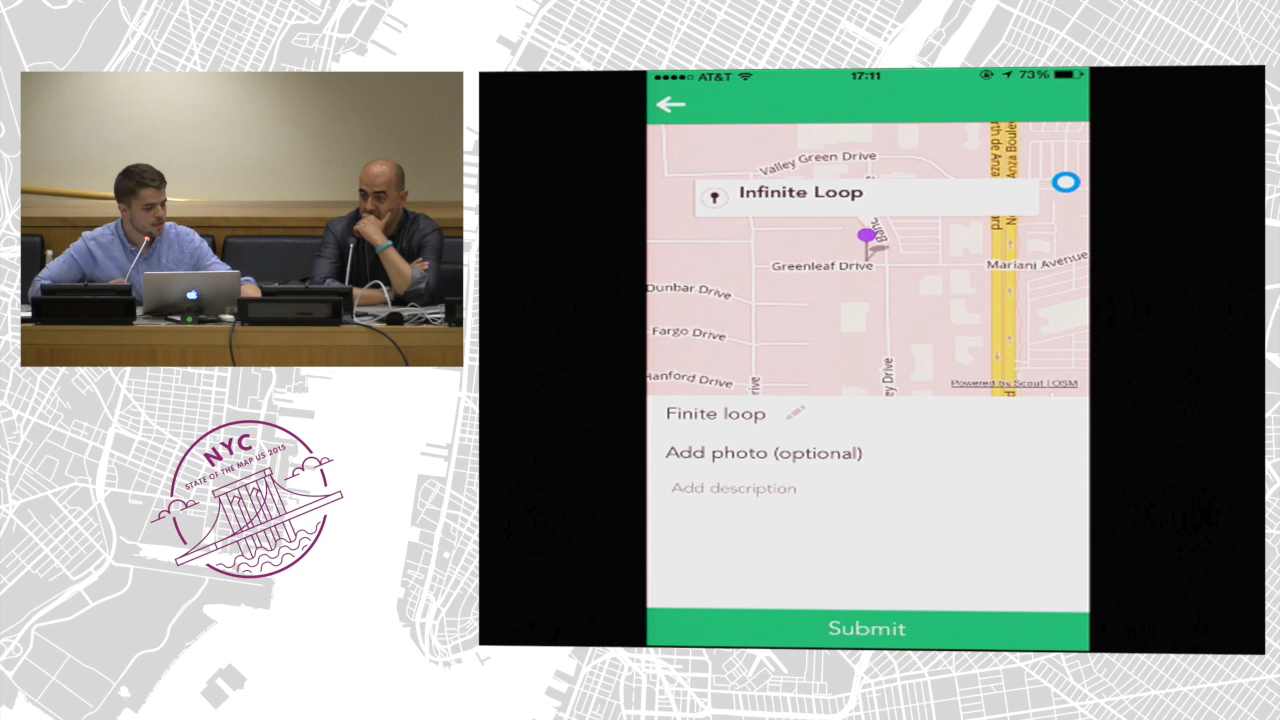 AT&T
17:11
73%
Valley Green Drive
Infinite Loop
Greenleaf Drive
Mariani Avenue
Dunbar Drive
Fargo Drive
Hanford Drive
Powered by Scout | OSM
Finite loop
Add photo (optional)
Add description
Submit
NYC
STATE OF THE MAP US 2015